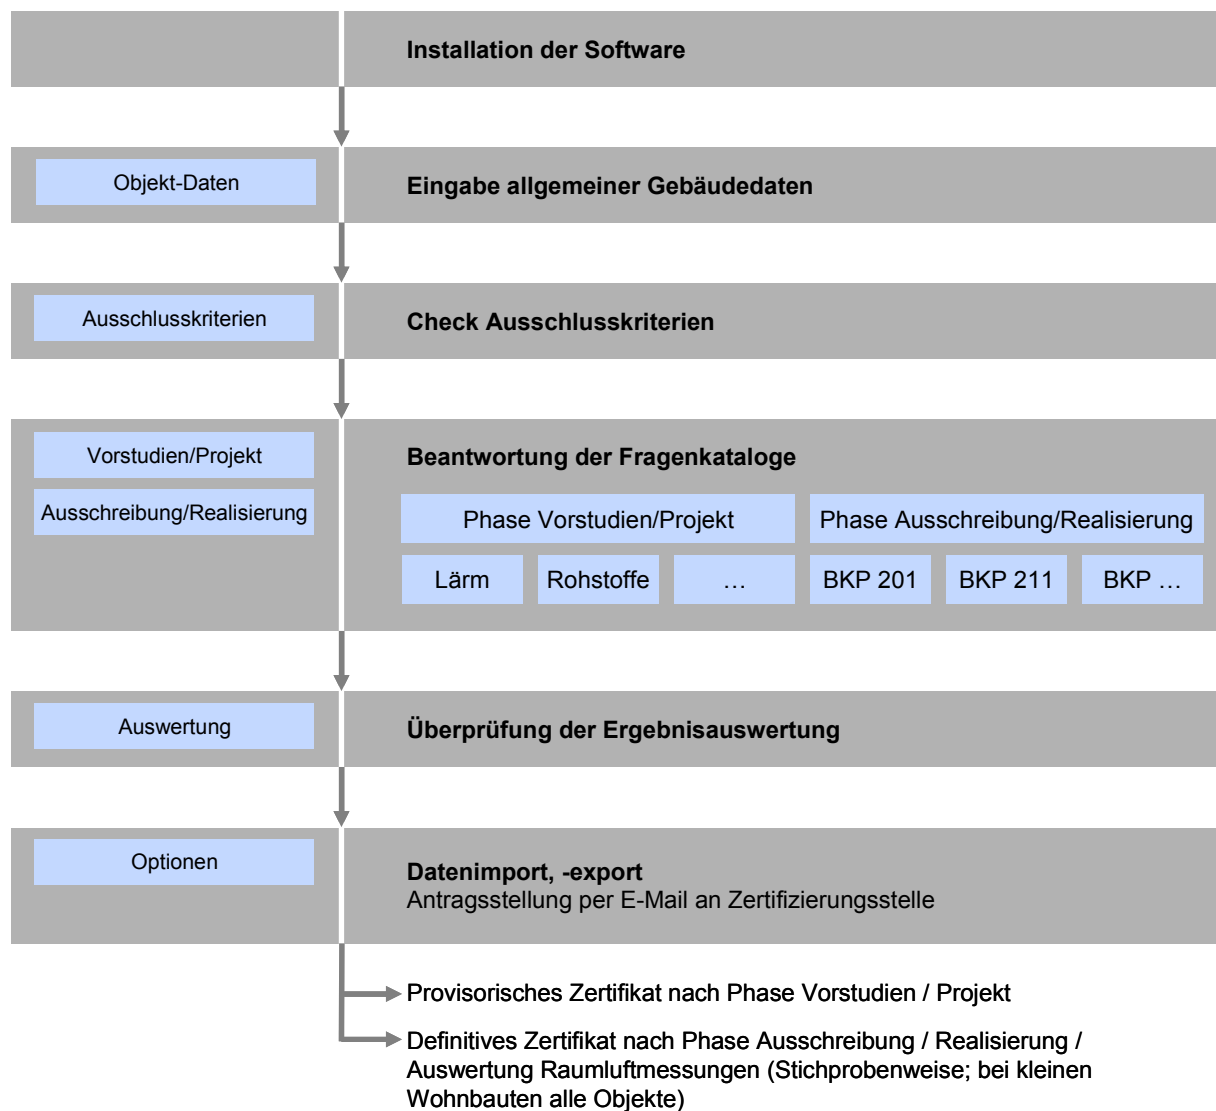 Installation der Software
Objekt-Daten
Eingabe allgemeiner Gebäudedaten
Ausschlusskriterien
Check Ausschlusskriterien
Vorstudien/Projekt
Ausschreibung/Realisierung
Beantwortung der Fragenkataloge
Phase Vorstudien/Projekt
Phase Ausschreibung/Realisierung
Lärm
Rohstoffe
…
BKP 201
BKP 211
BKP …
Auswertung
Überprüfung der Ergebnisauswertung
Optionen
Datenimport, -export
Antragsstellung per E-Mail an Zertifizierungsstelle
Provisorisches Zertifikat nach Phase Vorstudien / Projekt
Definitives Zertifikat nach Phase Ausschreibung / Realisierung /
Auswertung Raumluftmessungen (Stichprobenweise; bei kleinen
Wohnbauten alle Objekte)